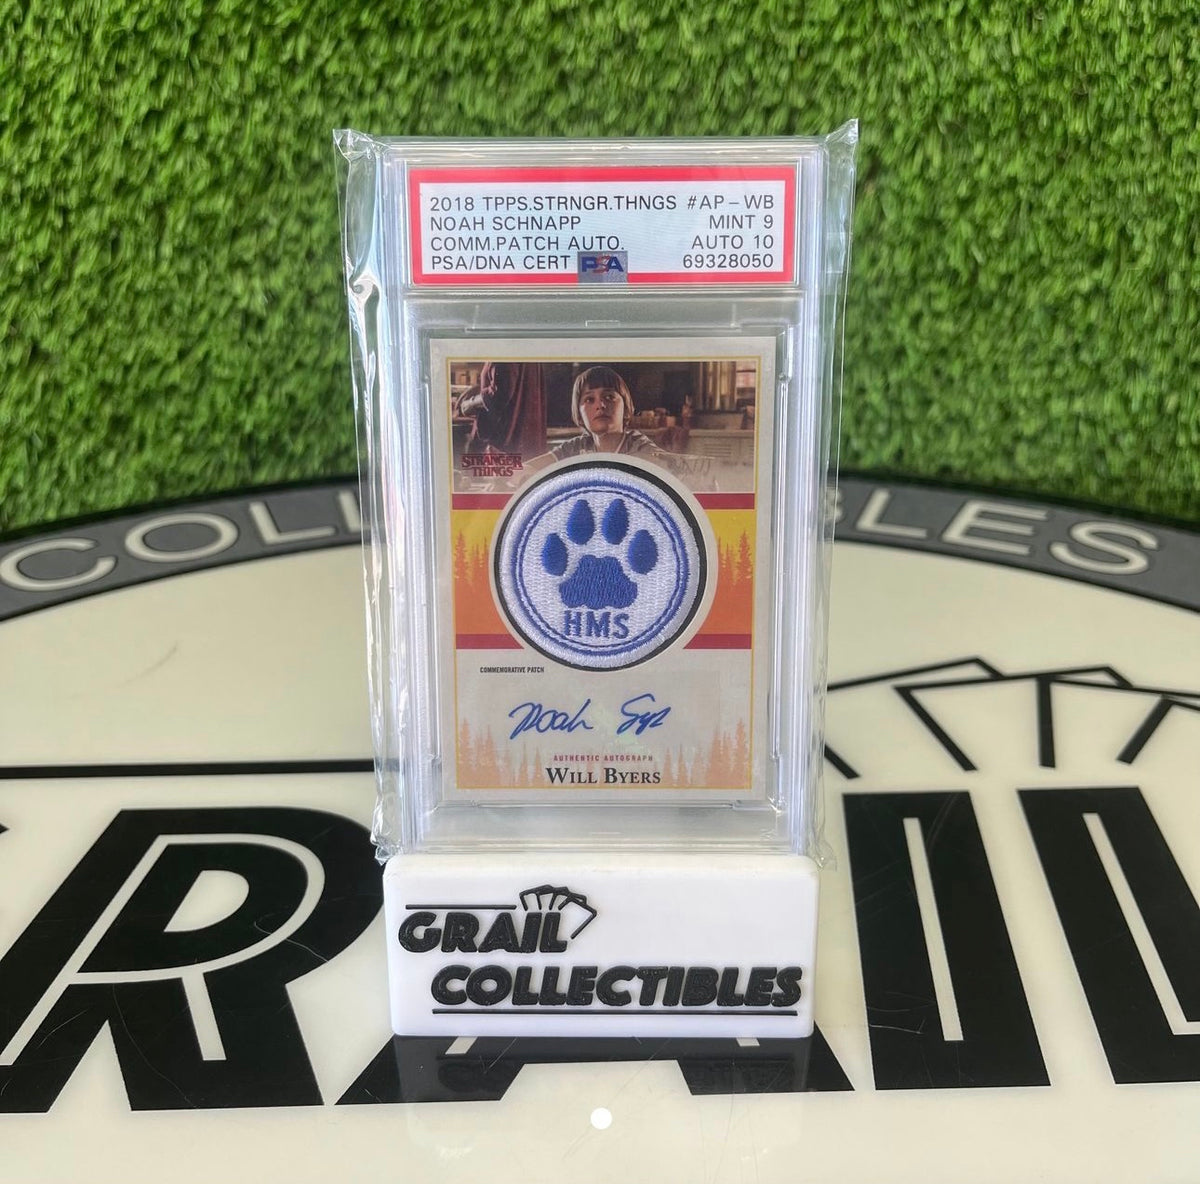 2018 TPPS.STRNGR.THNGS #AP-WB
NOAH SCHNAPP MINT 9
COMM.PATCH AUTO. AUTO 10
PSA/DNA CERT PSA 69328050
STRANGER
THINGS
HMS
COMMEMORATIVE PATCH
Noah
AUTHENTIC AUTOGRAPH
WILL BYERS
GRAIL
COLLECTIBLES